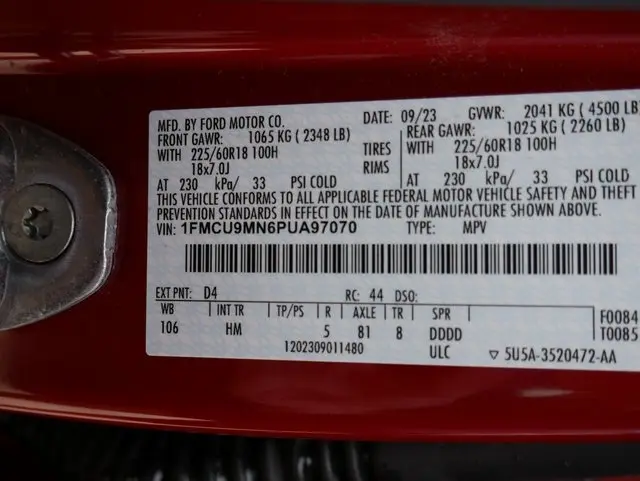 MFD. BY FORD MOTOR CO. DATE: 09/23 GVWR: 2041 KG ( 4500 LB)
FRONT GAWR: 1065 KG ( 2348 LB) REAR GAWR: 1025 KG ( 2260 LB)
WITH 225/60R18 100H TIRES WITH 225/60R18 100H
18x7.0J RIMS 18x7.0J
AT 230 kPa/ 33 PSI COLD AT 230 kPa/ 33 PSI COLD
THIS VEHICLE CONFORMS TO ALL APPLICABLE FEDERAL MOTOR VEHICLE SAFETY AND THEFT
PREVENTION STANDARDS IN EFFECT ON THE DATE OF MANUFACTURE SHOWN ABOVE.
VIN: 1FMCU9MN6PUA97070 TYPE: MPV
EXT PNT: D4 RC: 44 DSO:
WB INT TR TP/PS R AXLE TR SPR
106 HM 5 81 8 DDDD
F0084
T0085
1202309011480 ULC ▽ 5U5A-3520472-AA